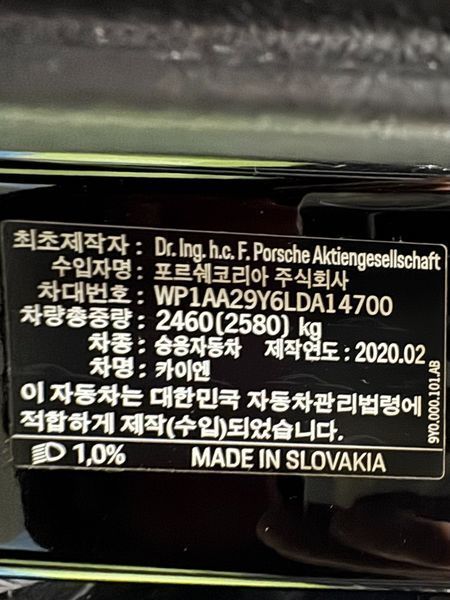 최초제작자 : Dr. Ing. h.c. F. Porsche Aktiengesellschaft
수입자명 : 포르쉐코리아 주식회사
차대번호 : WP1AA29Y6LDA14700
차량총중량 : 2460(2580) kg
차종 : 승용자동차 제작연도 : 2020.02
차명 : 카이엔
이 자동차는 대한민국 자동차관리법령에
적합하게 제작(수입)되었습니다.
1,0% MADE IN SLOVAKIA
9Y0.000.101.AB